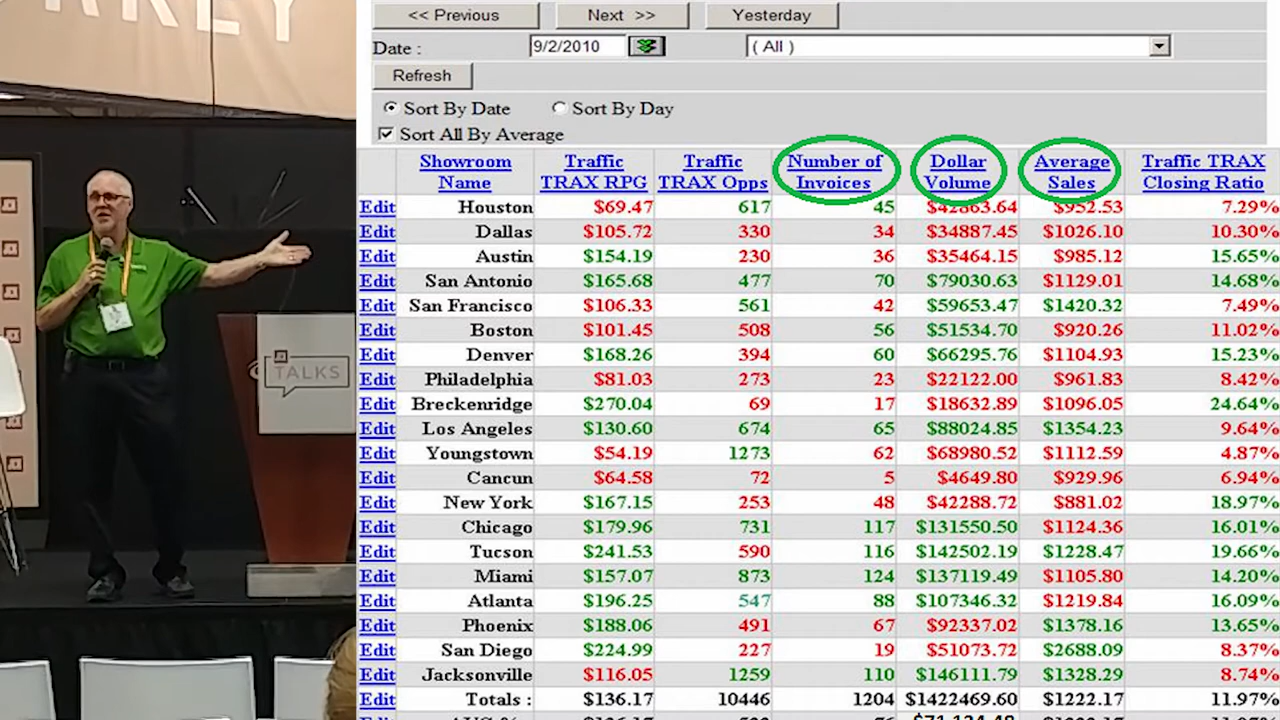 RKEY
TALKS
<< Previous Next >> Yesterday
Date : 9/2/2010 ( All )
Refresh
Sort By Date Sort By Day
Sort All By Average
Showroom Name Traffic TRAX RPG Traffic TRAX Opps Number of Invoices Dollar Volume Average Sales Traffic TRAX Closing Ratio
Edit Houston $69.47 617 45 $42863.64 $952.53 7.29%
Edit Dallas $105.72 330 34 $34887.45 $1026.10 10.30%
Edit Austin $154.19 230 36 $35464.15 $985.12 15.65%
Edit San Antonio $165.68 477 70 $79030.63 $1129.01 14.68%
Edit San Francisco $106.33 561 42 $59653.47 $1420.32 7.49%
Edit Boston $101.45 508 56 $51534.70 $920.26 11.02%
Edit Denver $168.26 394 60 $66295.76 $1104.93 15.23%
Edit Philadelphia $81.03 273 23 $22122.00 $961.83 8.42%
Edit Breckenridge $270.04 69 17 $18632.89 $1096.05 24.64%
Edit Los Angeles $130.60 674 65 $88024.85 $1354.23 9.64%
Edit Youngstown $54.19 1273 62 $68980.52 $1112.59 4.87%
Edit Cancun $64.58 72 5 $4649.80 $929.96 6.94%
Edit New York $167.15 253 48 $42288.72 $881.02 18.97%
Edit Chicago $179.96 731 117 $131550.50 $1124.36 16.01%
Edit Tucson $241.53 590 116 $142502.19 $1228.47 19.66%
Edit Miami $157.07 873 124 $137119.49 $1105.80 14.20%
Edit Atlanta $196.25 547 88 $107346.32 $1219.84 16.09%
Edit Phoenix $188.06 491 67 $92337.02 $1378.16 13.65%
Edit San Diego $224.99 227 19 $51073.72 $2688.09 8.37%
Edit Jacksonville $116.05 1259 110 $146111.79 $1328.29 8.74%
Totals : $136.17 10446 1204 $1422469.60 $1222.17 11.97%